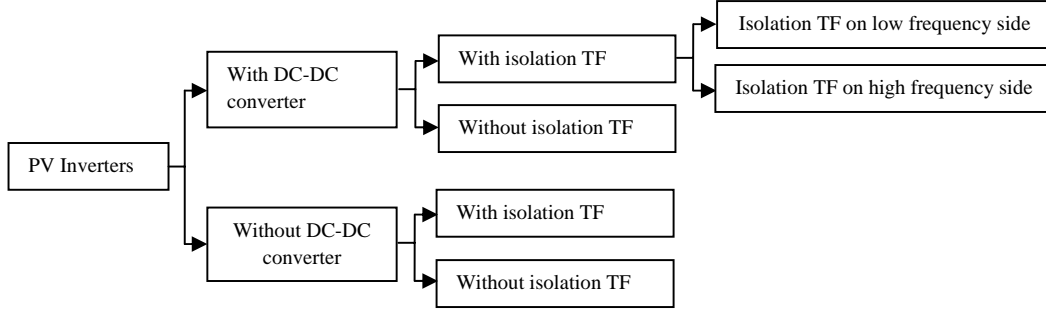 PV Inverters
With DC-DC
converter
With isolation TF
Isolation TF on low frequency side
Isolation TF on high frequency side
Without isolation TF
Without DC-DC
converter
With isolation TF
Without isolation TF